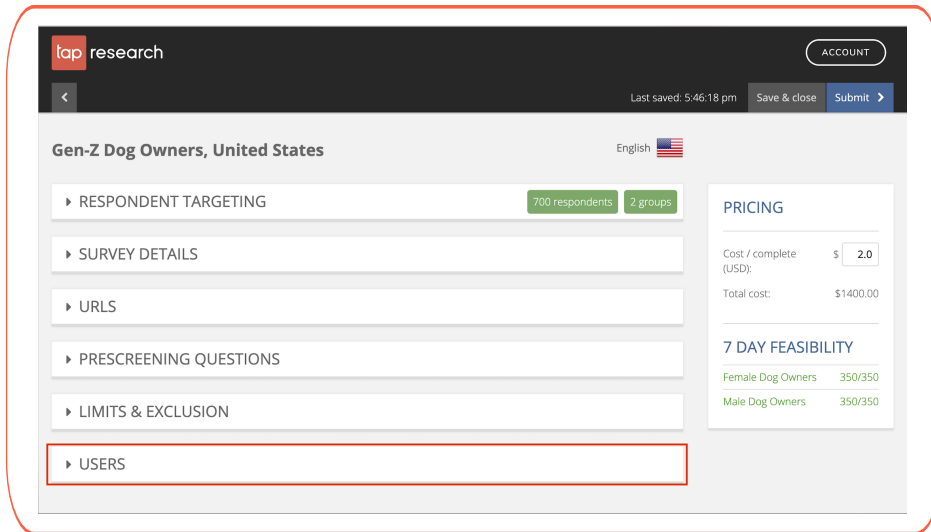 tap research
ACCOUNT
Last saved: 5:46:18 pm Save & close Submit
Gen-Z Dog Owners, United States
English
RESPONDENT TARGETING 700 respondents 2 groups
SURVEY DETAILS
URLS
PRESCREENING QUESTIONS
LIMITS & EXCLUSION
USERS
PRICING
Cost / complete $ 2.0
(USD):
Total cost: $1400.00
7 DAY FEASIBILITY
Female Dog Owners 350/350
Male Dog Owners 350/350